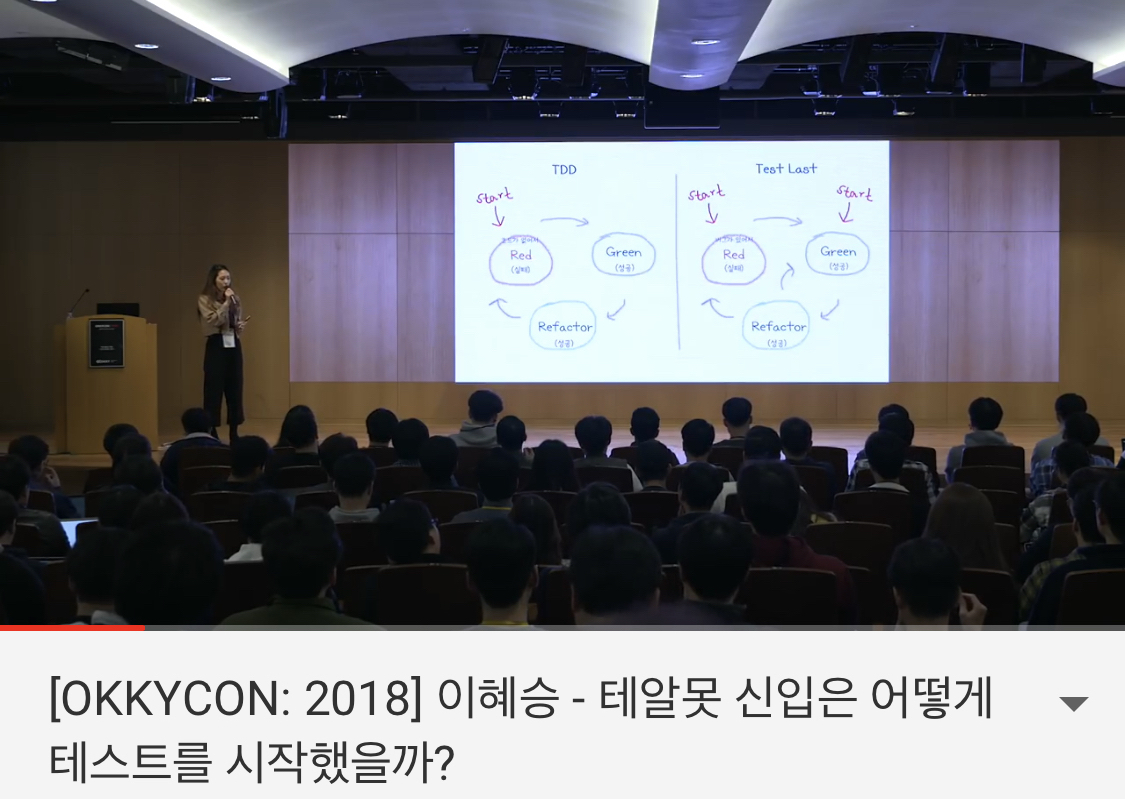 TDD
Test Last
start
start
start
Red
(실패)
Green
(성공)
Refactor
(성공)
Red
(실패)
Green
(성공)
Refactor
(성공)
[OKKYCON: 2018] 이혜승 - 테알못 신입은 어떻게
테스트를 시작했을까?